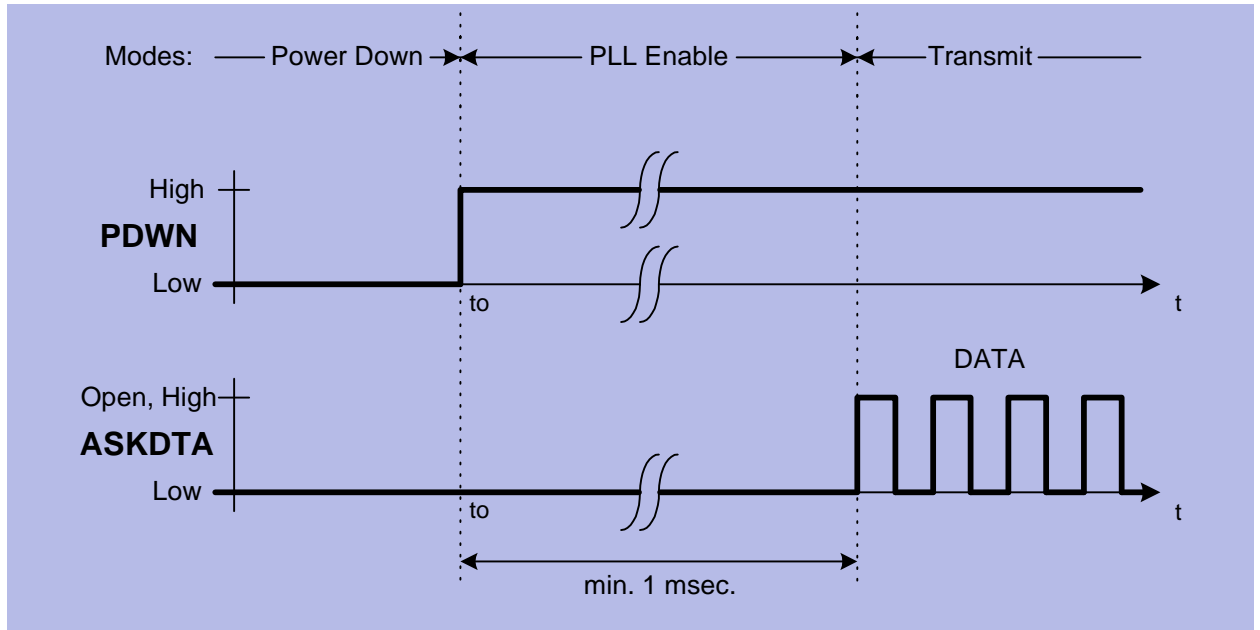 Modes: Power Down PLL Enable Transmit
High
PDWN
Low
to
t
DATA
Open, High
ASKDTA
Low
to
t
min. 1 msec.